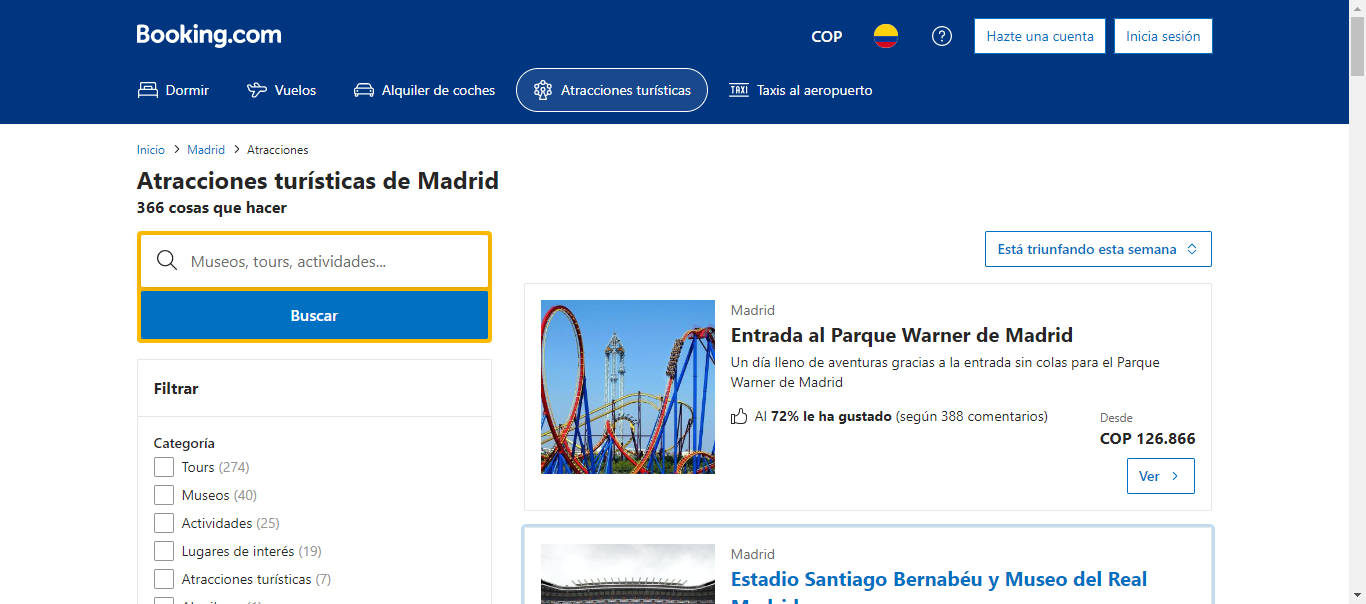 Booking.com
COP
Hazte una cuenta
Inicia sesión
Dormir
Vuelos
Alquiler de coches
Atracciones turísticas
TAXI
Taxis al aeropuerto
Inicio > Madrid > Atracciones
Atracciones turísticas de Madrid
366 cosas que hacer
Museos, tours, actividades...
Buscar
Filtrar
Categoría
Tours (274)
Museos (40)
Actividades (25)
Lugares de interés (19)
Atracciones turísticas (7)
Está triunfando esta semana
Madrid
Entrada al Parque Warner de Madrid
Un día lleno de aventuras gracias a la entrada sin colas para el Parque
Warner de Madrid
Al 72% le ha gustado (según 388 comentarios)
Desde
COP 126.866
Ver
Madrid
Estadio Santiago Bernabéu y Museo del Real
Madrid